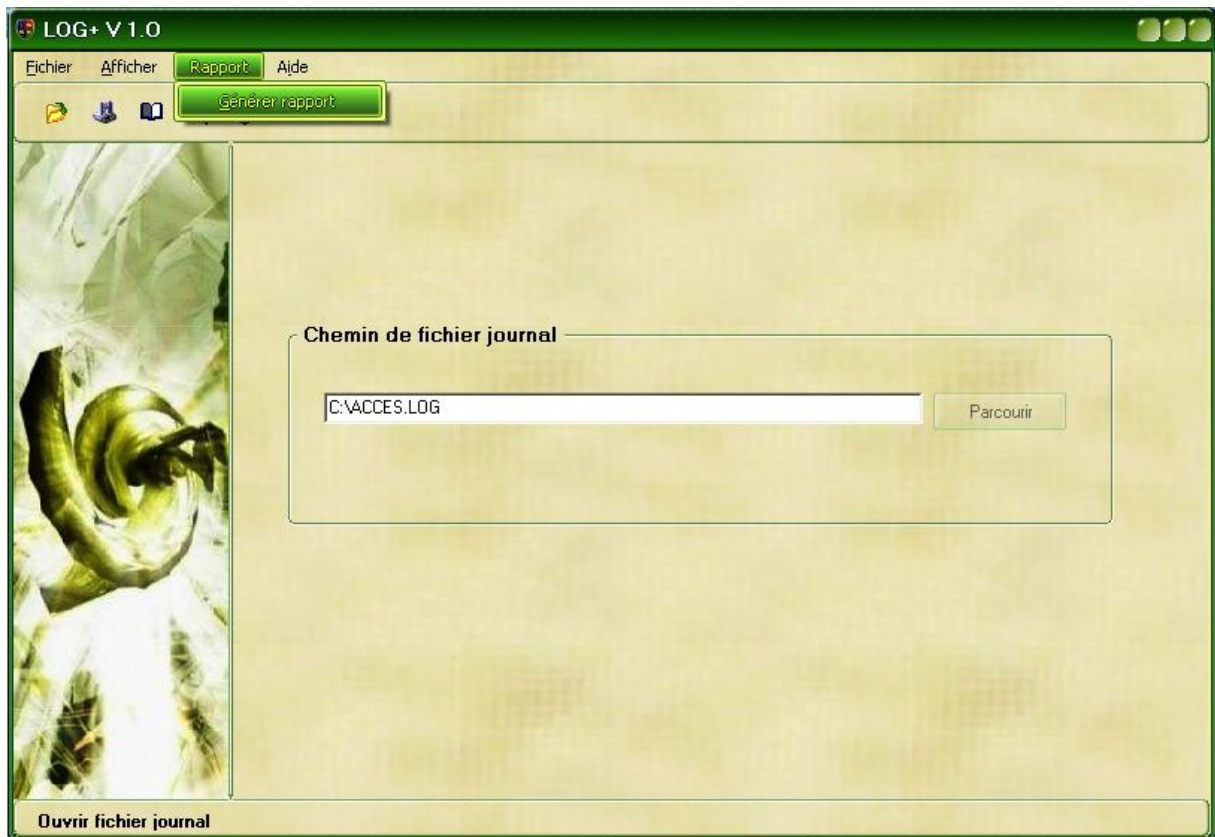 LOG+ V 1.0
Fichier Afficher Rapport Aide
Générer rapport
Chemin de fichier journal
C:\ACCES.LOG
Parcourir
Ouvrir fichier journal